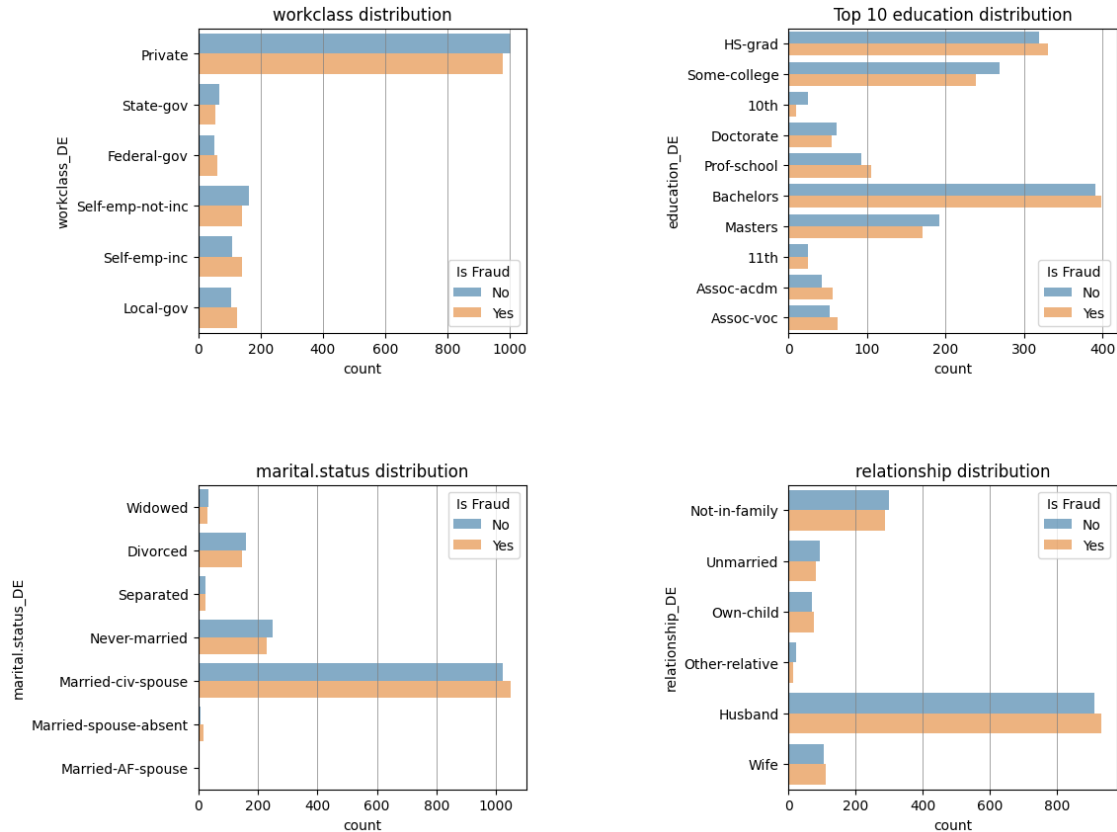 workclass distribution
workclass_DE
Private
State-gov
Federal-gov
Self-emp-not-inc
Self-emp-inc
Local-gov
Is Fraud
No
Yes
0 200 400 600 800 1000
count
Top 10 education distribution
education_DE
HS-grad
Some-college
10th
Doctorate
Prof-school
Bachelors
Masters
11th
Assoc-acdm
Assoc-voc
Is Fraud
No
Yes
0 100 200 300 400
count
marital.status distribution
marital.status_DE
Widowed
Divorced
Separated
Never-married
Married-civ-spouse
Married-spouse-absent
Married-AF-spouse
Is Fraud
No
Yes
0 200 400 600 800 1000
count
relationship distribution
relationship_DE
Not-in-family
Unmarried
Own-child
Other-relative
Husband
Wife
Is Fraud
No
Yes
0 200 400 600 800
count